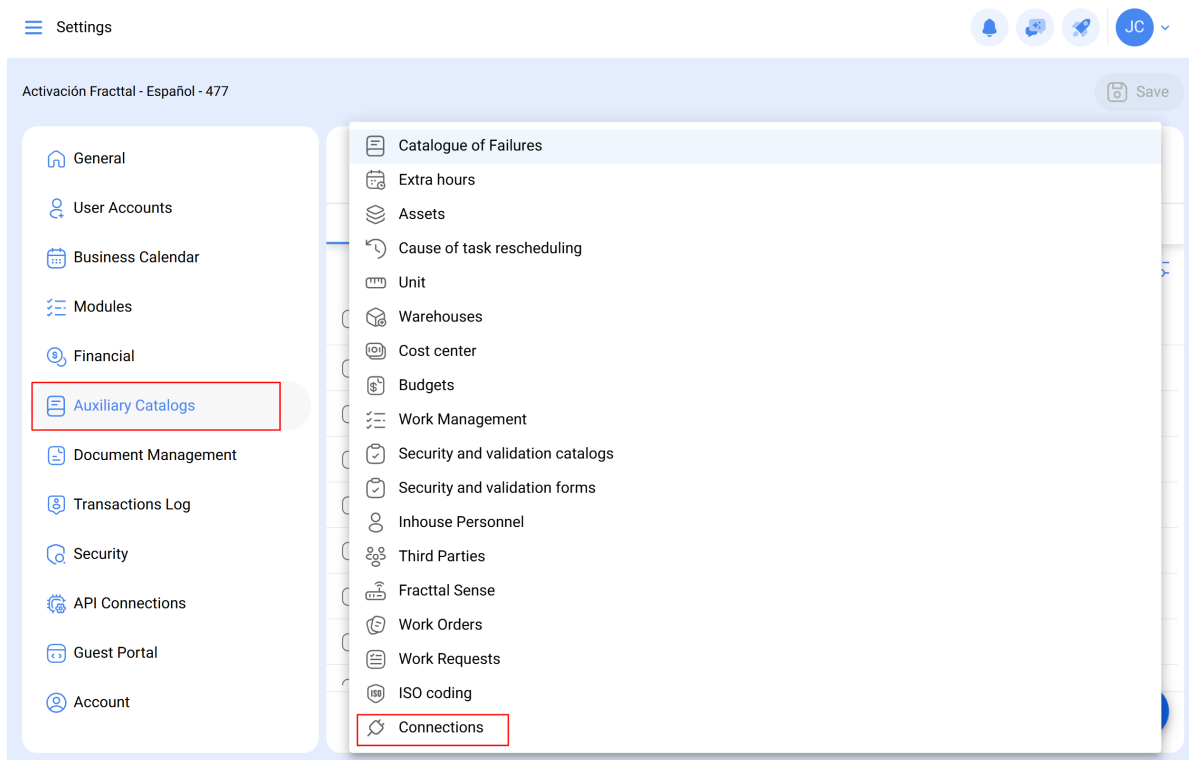 Settings
JC
Activación Fracttal - Español - 477
Save
General
User Accounts
Business Calendar
Modules
Financial
Auxiliary Catalogs
Document Management
Transactions Log
Security
API Connections
Guest Portal
Account
Catalogue of Failures
Extra hours
Assets
Cause of task rescheduling
Unit
Warehouses
Cost center
Budgets
Work Management
Security and validation catalogs
Security and validation forms
Inhouse Personnel
Third Parties
Fracttal Sense
Work Orders
Work Requests
ISO coding
Connections